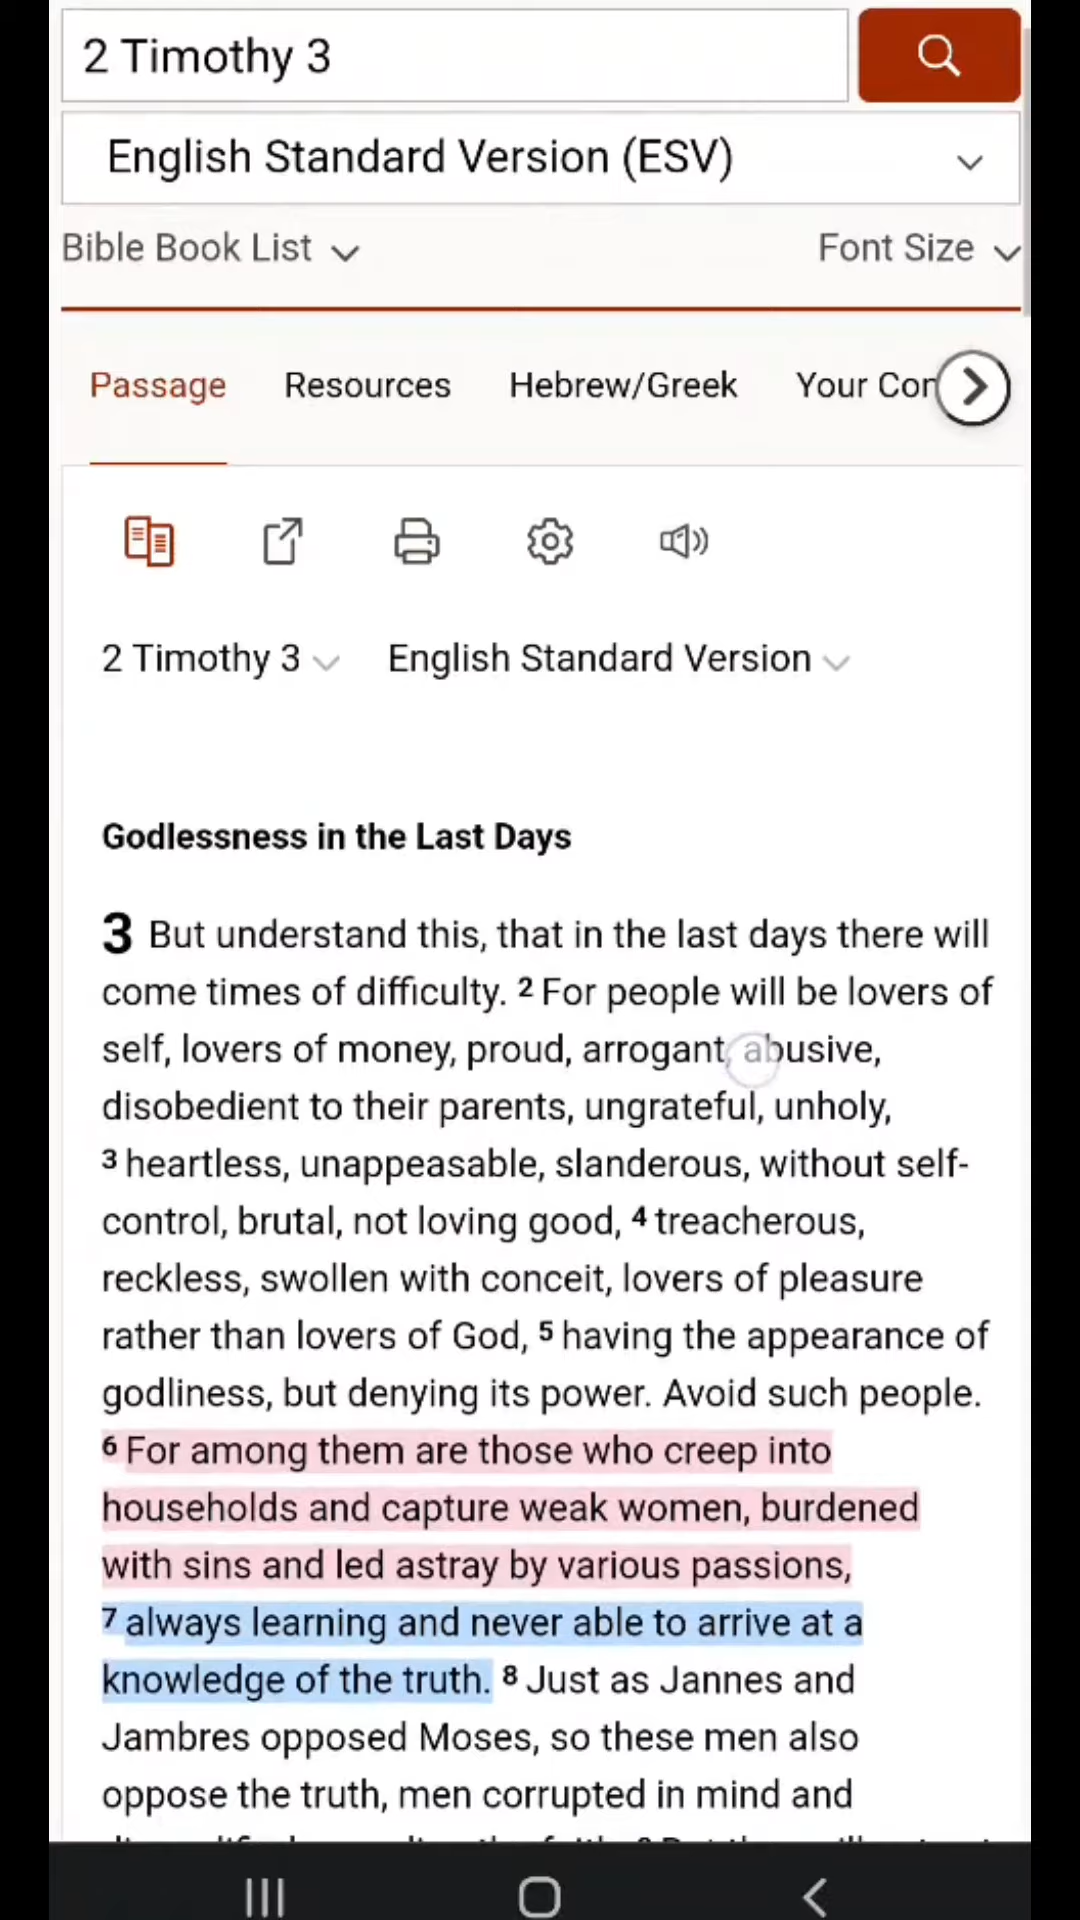 2 Timothy 3
English Standard Version (ESV)
Bible Book List
Font Size
Passage Resources Hebrew/Greek Your
2 Timothy 3 English Standard Version
Godlessness in the Last Days
3 But understand this, that in the last days there will
come times of difficulty. 2 For people will be lovers of
self, lovers of money, proud, arrogant, abusive,
disobedient to their parents, ungrateful, unholy,
3 heartless, unappeasable, slanderous, without self-
control, brutal, not loving good, 4 treacherous,
reckless, swollen with conceit, lovers of pleasure
rather than lovers of God, 5 having the appearance of
godliness, but denying its power. Avoid such people.
6 For among them are those who creep into
households and capture weak women, burdened
with sins and led astray by various passions,
7 always learning and never able to arrive at a
knowledge of the truth. 8 Just as Jannes and
Jambres opposed Moses, so these men also
oppose the truth, men corrupted in mind and